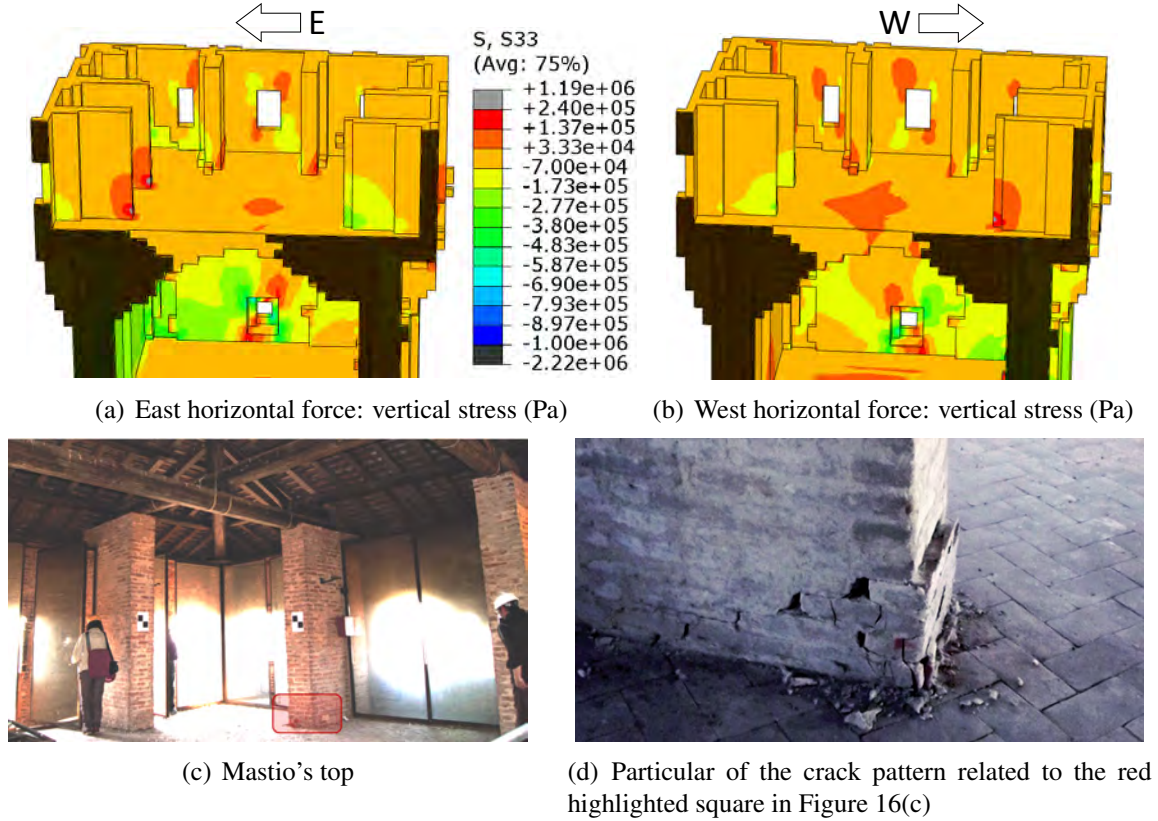 E
W
S, S33
(Avg: 75%)
+1.19e+06
+2.40e+05
+1.37e+05
+3.33e+04
-7.00e+04
-1.73e+05
-2.77e+05
-3.80e+05
-4.83e+05
-5.87e+05
-6.90e+05
-7.93e+05
-8.97e+05
-1.00e+06
-2.22e+06
(a) East horizontal force: vertical stress (Pa)
(b) West horizontal force: vertical stress (Pa)
(c) Mastio's top
(d) Particular of the crack pattern related to the red
highlighted square in Figure 16(c)